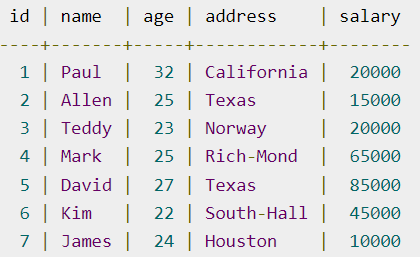 id | name | age | address | salary
----+-------+-----+------------+--------
1 | Paul | 32 | California | 20000
2 | Allen | 25 | Texas | 15000
3 | Teddy | 23 | Norway | 20000
4 | Mark | 25 | Rich-Mond | 65000
5 | David | 27 | Texas | 85000
6 | Kim | 22 | South-Hall | 45000
7 | James | 24 | Houston | 10000